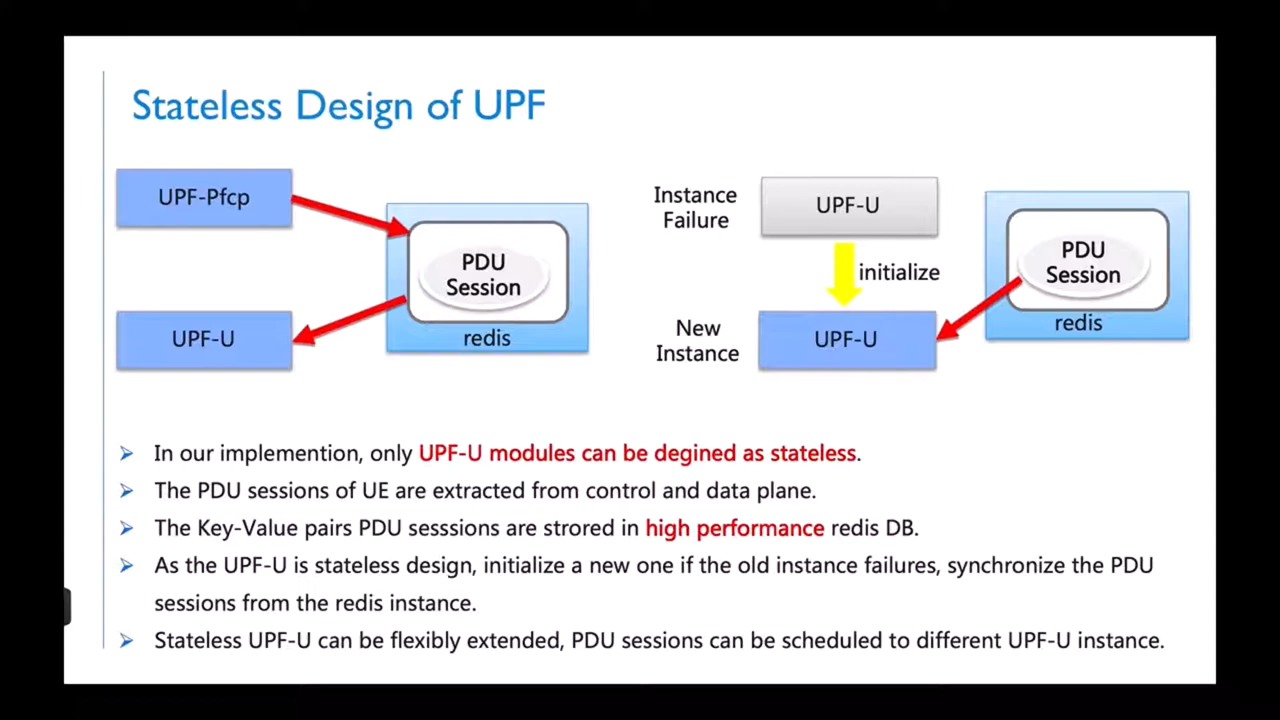 Stateless Design of UPF
UPF-Pfcp
PDU
Session
redis
UPF-U
Instance
Failure
UPF-U
initialize
New
Instance
UPF-U
PDU
Session
redis
In our implemention, only UPF-U modules can be degined as stateless.
The PDU sessions of UE are extracted from control and data plane.
The Key-Value pairs PDU sesssions are strored in high performance redis DB.
As the UPF-U is stateless design, initialize a new one if the old instance failures, synchronize the PDU
sessions from the redis instance.
Stateless UPF-U can be flexibly extended, PDU sessions can be scheduled to different UPF-U instance.